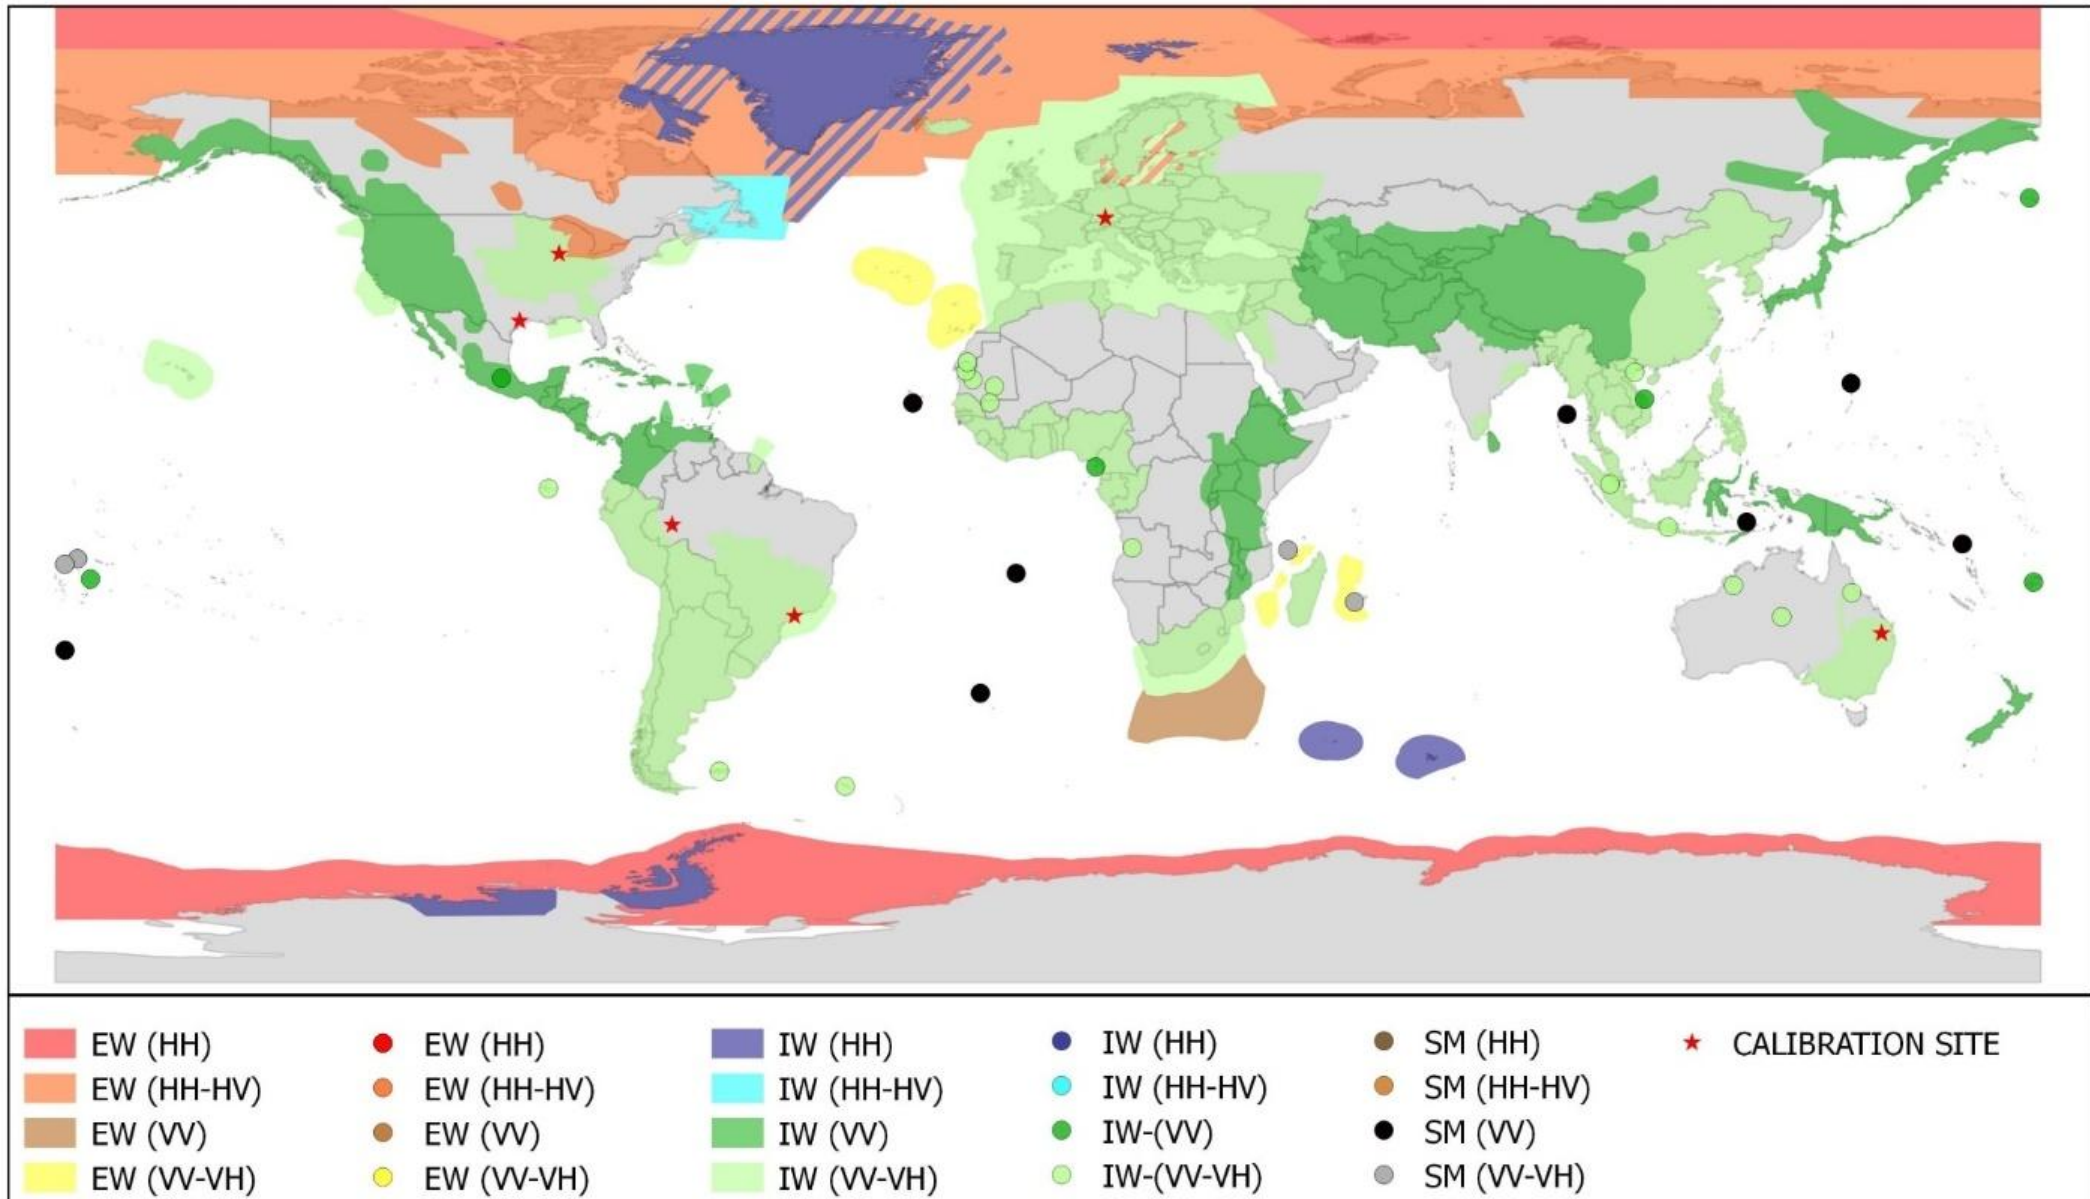 EW (HH) EW (HH) IW (HH) IW (HH) SM (HH) CALIBRATION SITE
EW (HH-HV) EW (HH-HV) IW (HH-HV) IW (HH-HV) SM (HH-HV)
EW (VV) EW (VV) IW (VV) IW-(VV) SM (VV)
EW (VV-VH) EW (VV-VH) IW (VV-VH) IW-(VV-VH) SM (VV-VH)